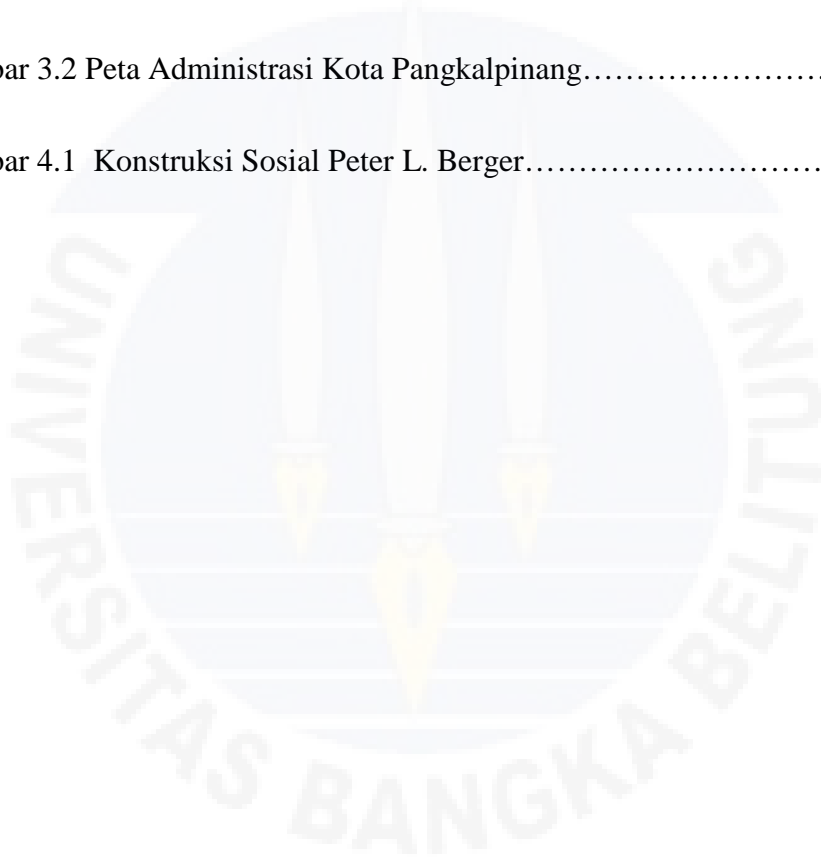 bar 3.2 Peta Administrasi Kota Pangkalpinang……………………
bar 4.1  Konstruksi Sosial Peter L. Berger…………………………
UNIVERSITAS BANGKA BELITUNG